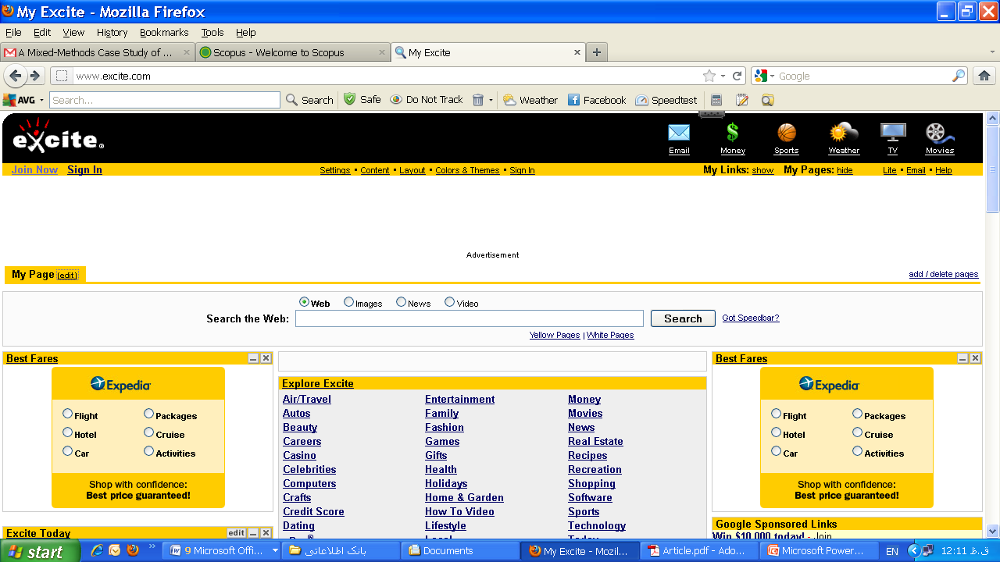 My Excite - Mozilla Firefox
File Edit View History Bookmarks Tools Help
A Mixed-Methods Case Study of ... Scopus - Welcome to Scopus My Excite
www.excite.com Google
AVG Search... Search Safe Do Not Track Weather Facebook Speedtest
excite.® Email Money Sports Weather TV Movies
Join Now Sign In Settings ▪ Content ▪ Layout ▪ Colors & Themes ▪ Sign In My Links: show My Pages: hide Lite ▪ Email ▪ Help
Advertisement
My Page (edit) add / delete pages
Web Images News Video
Search the Web: Search Got Speedbar?
Yellow Pages | White Pages
Best Fares
Expedia
Flight Packages
Hotel Cruise
Car Activities
Shop with confidence:
Best price guaranteed!
Excite Today edit
Explore Excite
Air/Travel Entertainment Money
Autos Family Movies
Beauty Fashion News
Careers Games Real Estate
Casino Gifts Recipes
Celebrities Health Recreation
Computers Holidays Shopping
Crafts Home & Garden Software
Credit Score How To Video Sports
Dating Lifestyle Technology
Best Fares
Expedia
Flight Packages
Hotel Cruise
Car Activities
Shop with confidence:
Best price guaranteed!
Google Sponsored Links
Win $10,000 today! - Join
start 9 Microsoft Offi... بانک اطلاعاتی Documents My Excite - Mozil... Article.pdf - Ado... Microsoft Power... EN 12:11 ق.ظ